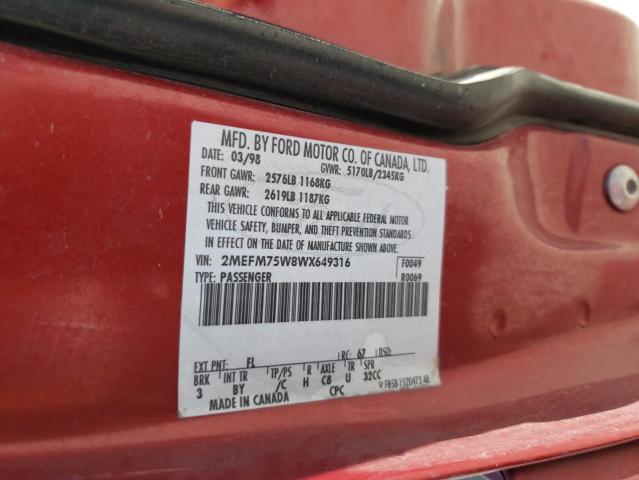 MFD. BY FORD MOTOR CO. OF CANADA, LTD.
DATE: 03/98 GVWR: 5170LB/2345KG
FRONT GAWR: 2576LB 1168KG
REAR GAWR: 2619LB 1187KG
THIS VEHICLE CONFORMS TO ALL APPLICABLE FEDERAL MOTOR
VEHICLE SAFETY, BUMPER, AND THEFT PREVENTION STANDARDS
IN EFFECT ON THE DATE OF MANUFACTURE SHOWN ABOVE
VIN: 2MEFM75W8WX649316 F0049
TYPE: PASSENGER R0069
EXT PNT: FL RC: 67 DSO:
BRK INT TR TP/PS R AXLE TR SPR
3 BY /C H C8 U 32CC
MADE IN CANADA CPC